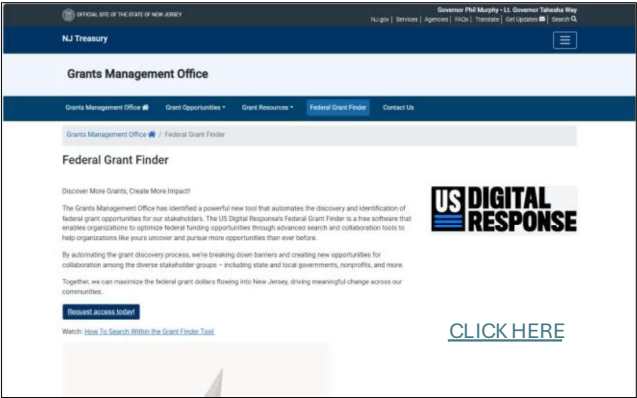 OFFICIAL SITE OF THE STATE OF NEW JERSEY
Governor Phil Murphy • Lt. Governor Tahesha Way
NJ.gov | Services | Agencies | FAQs | Translate | Get Updates | Search
NJ Treasury
Grants Management Office
Grants Management Office Grant Opportunities Grant Resources Federal Grant Finder Contact Us
Grants Management Office / Federal Grant Finder
Federal Grant Finder
Discover More Grants, Create More Impact!
The Grants Management Office has identified a powerful new tool that automates the discovery and identification of
federal grant opportunities for our stakeholders. The US Digital Response's Federal Grant Finder is a free software that
enables organizations to optimize federal funding opportunities through advanced search and collaboration tools to
help organizations like yours uncover and pursue more opportunities than ever before.
By automating the grant discovery process, we're breaking down barriers and creating new opportunities for
collaboration among the diverse stakeholder groups – including state and local governments, nonprofits, and more.
Together, we can maximize the federal grant dollars flowing into New Jersey, driving meaningful change across our
communities.
Request access today!
Watch: How To Search Within the Grant Finder Tool
US DIGITAL
RESPONSE
CLICK HERE